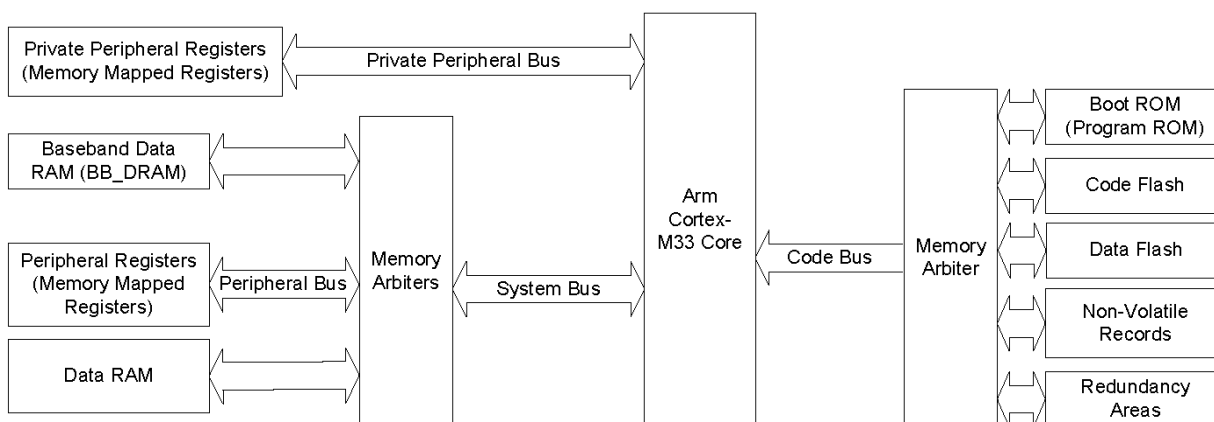 Private Peripheral Registers
(Memory Mapped Registers)
Private Peripheral Bus
Baseband Data
RAM (BB_DRAM)
Peripheral Registers
(Memory Mapped
Registers)
Peripheral Bus
Data RAM
Memory
Arbiters
System Bus
Arm
Cortex-
M33 Core
Code Bus
Memory
Arbiter
Boot ROM
(Program ROM)
Code Flash
Data Flash
Non-Volatile
Records
Redundancy
Areas